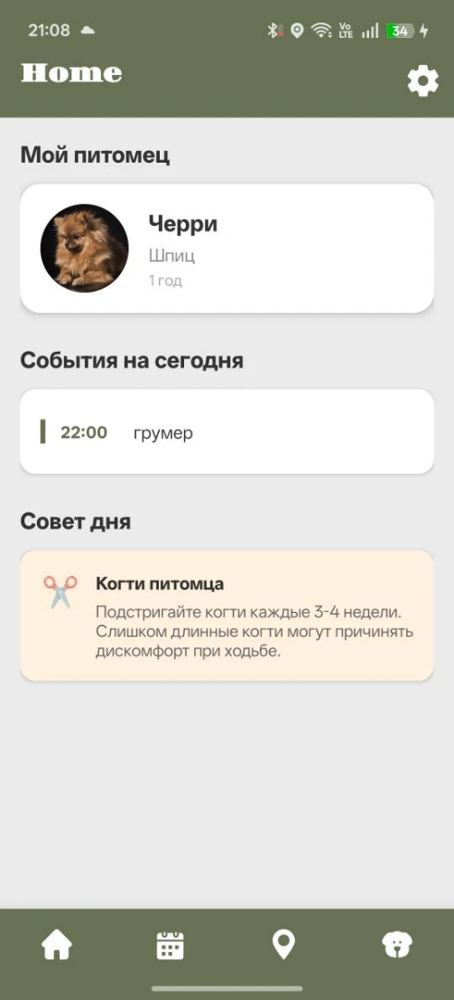 21:08
Vo
LTE
34
Home
Мой питомец
Черри
Шпиц
1 год
События на сегодня
22:00 грумер
Совет дня
Когти питомца
Подстригайте когти каждые 3-4 недели.
Слишком длинные когти могут причинять
дискомфорт при ходьбе.